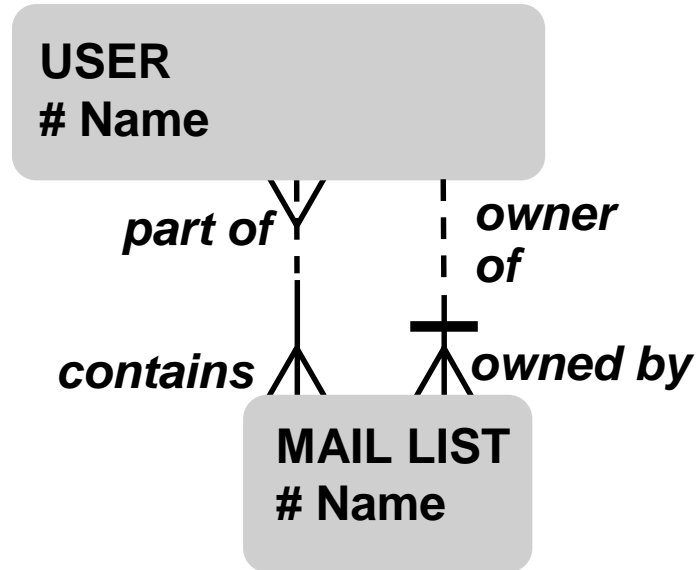 USER
# Name
part of
owner
of
contains
owned by
MAIL LIST
# Name